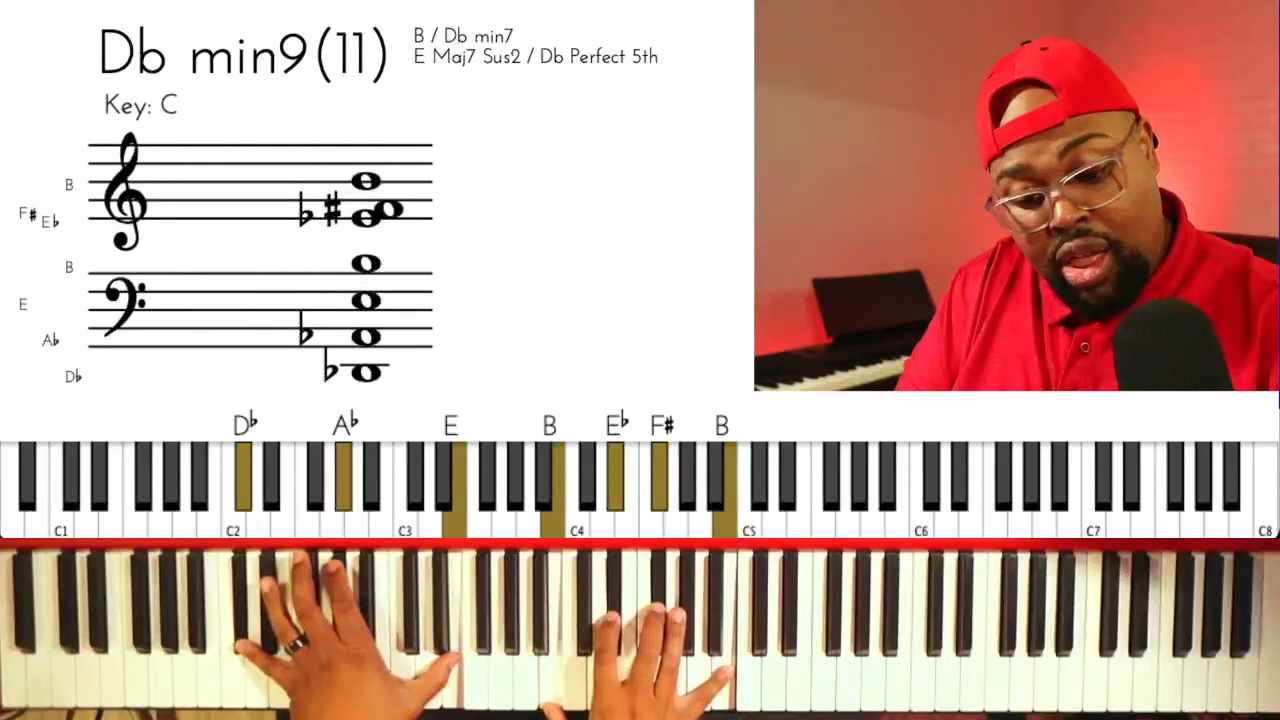 Db min9(11)
B / Db min7
E Maj7 Sus2 / Db Perfect 5th
Key: C
B
F# Eb
B
E
Ab
Db
Db Ab E B Eb F# B
C1 C2 C3 C4 C5 C6 C7 C8